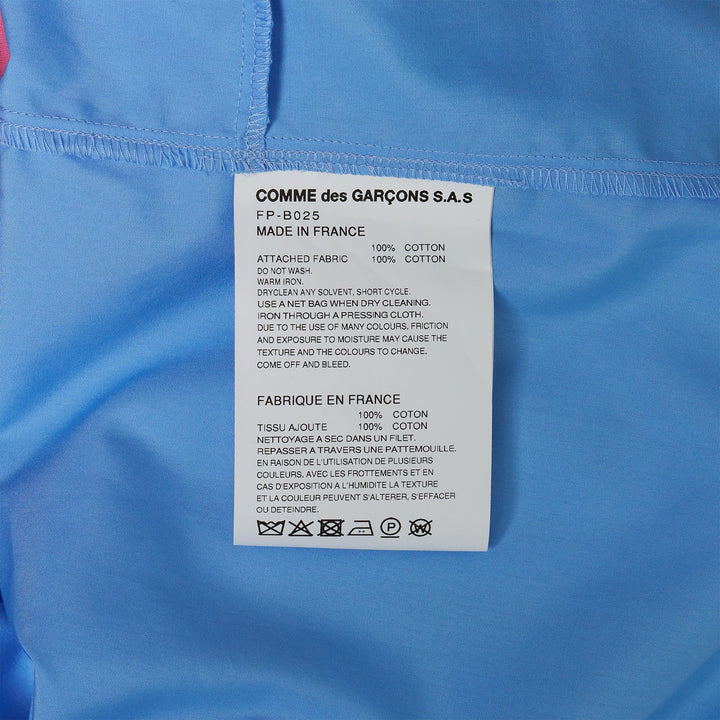 COMME des GARÇONS S.A.S
FP-B025
MADE IN FRANCE
100% COTTON
ATTACHED FABRIC 100% COTTON
DO NOT WASH.
WARM IRON.
DRYCLEAN ANY SOLVENT, SHORT CYCLE.
USE A NET BAG WHEN DRY CLEANING.
IRON THROUGH A PRESSING CLOTH.
DUE TO THE USE OF MANY COLOURS, FRICTION
AND EXPOSURE TO MOISTURE MAY CAUSE THE
TEXTURE AND THE COLOURS TO CHANGE.
COME OFF AND BLEED.
FABRIQUE EN FRANCE
100% COTON
TISSU AJOUTE 100% COTON
NETTOYAGE A SEC DANS UN FILET.
REPASSER A TRAVERS UNE PATTEMOUILLE.
EN RAISON DE L'UTILISATION DE PLUSIEURS
COULEURS, AVEC LES FROTTEMENTS ET EN
CAS D'EXPOSITION A L'HUMIDITE LA TEXTURE
ET LA COULEUR PEUVENT S'ALTERER, S'EFFACER
OU DETEINDRE.
P W